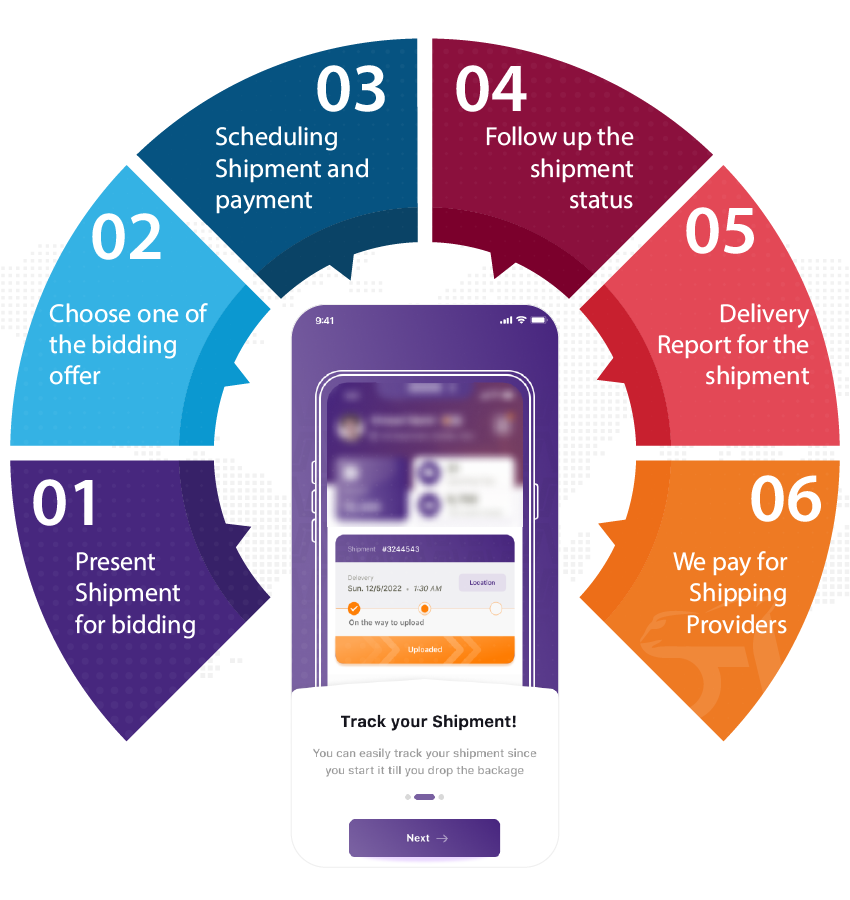 03
Scheduling
Shipment and
payment
04
Follow up the
shipment
status
02
Choose one of
the bidding
offer
05
Delivery
Report for the
shipment
01
Present
Shipment
for bidding
06
We pay for
Shipping
Providers
9:41
Shipment #3244543
Delevery
Sun. 12/5/2022 • 1:30 AM
Location
On the way to upload
Uploaded
Track your Shipment!
You can easily track your shipment since
you start it till you drop the backage
Next →